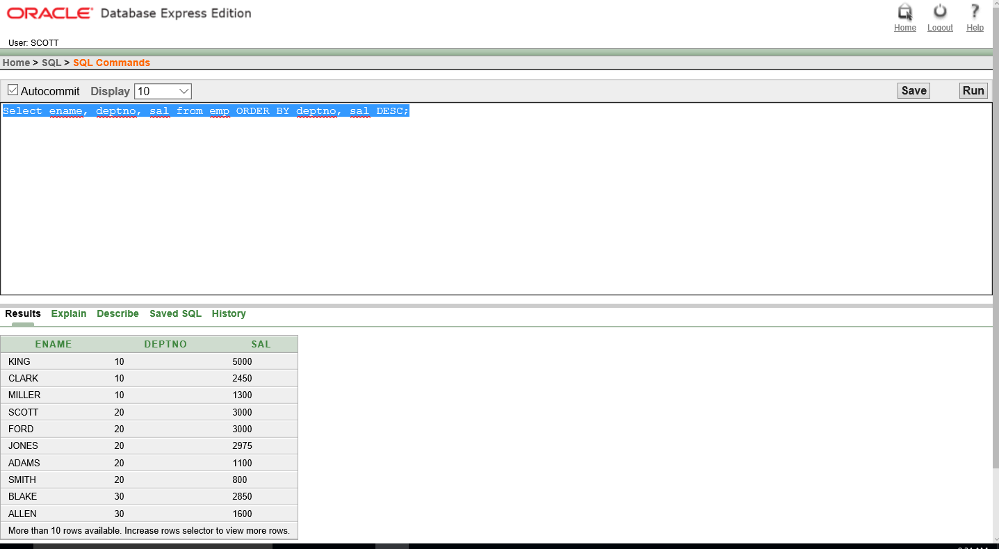 ORACLE Database Express Edition
Home Logout Help
User: SCOTT
Home > SQL > SQL Commands
Autocommit Display 10 Save Run
Select ename, deptno, sal from emp ORDER BY deptno, sal DESC;
Results Explain Describe Saved SQL History
ENAME DEPTNO SAL
KING 10 5000
CLARK 10 2450
MILLER 10 1300
SCOTT 20 3000
FORD 20 3000
JONES 20 2975
ADAMS 20 1100
SMITH 20 800
BLAKE 30 2850
ALLEN 30 1600
More than 10 rows available. Increase rows selector to view more rows.